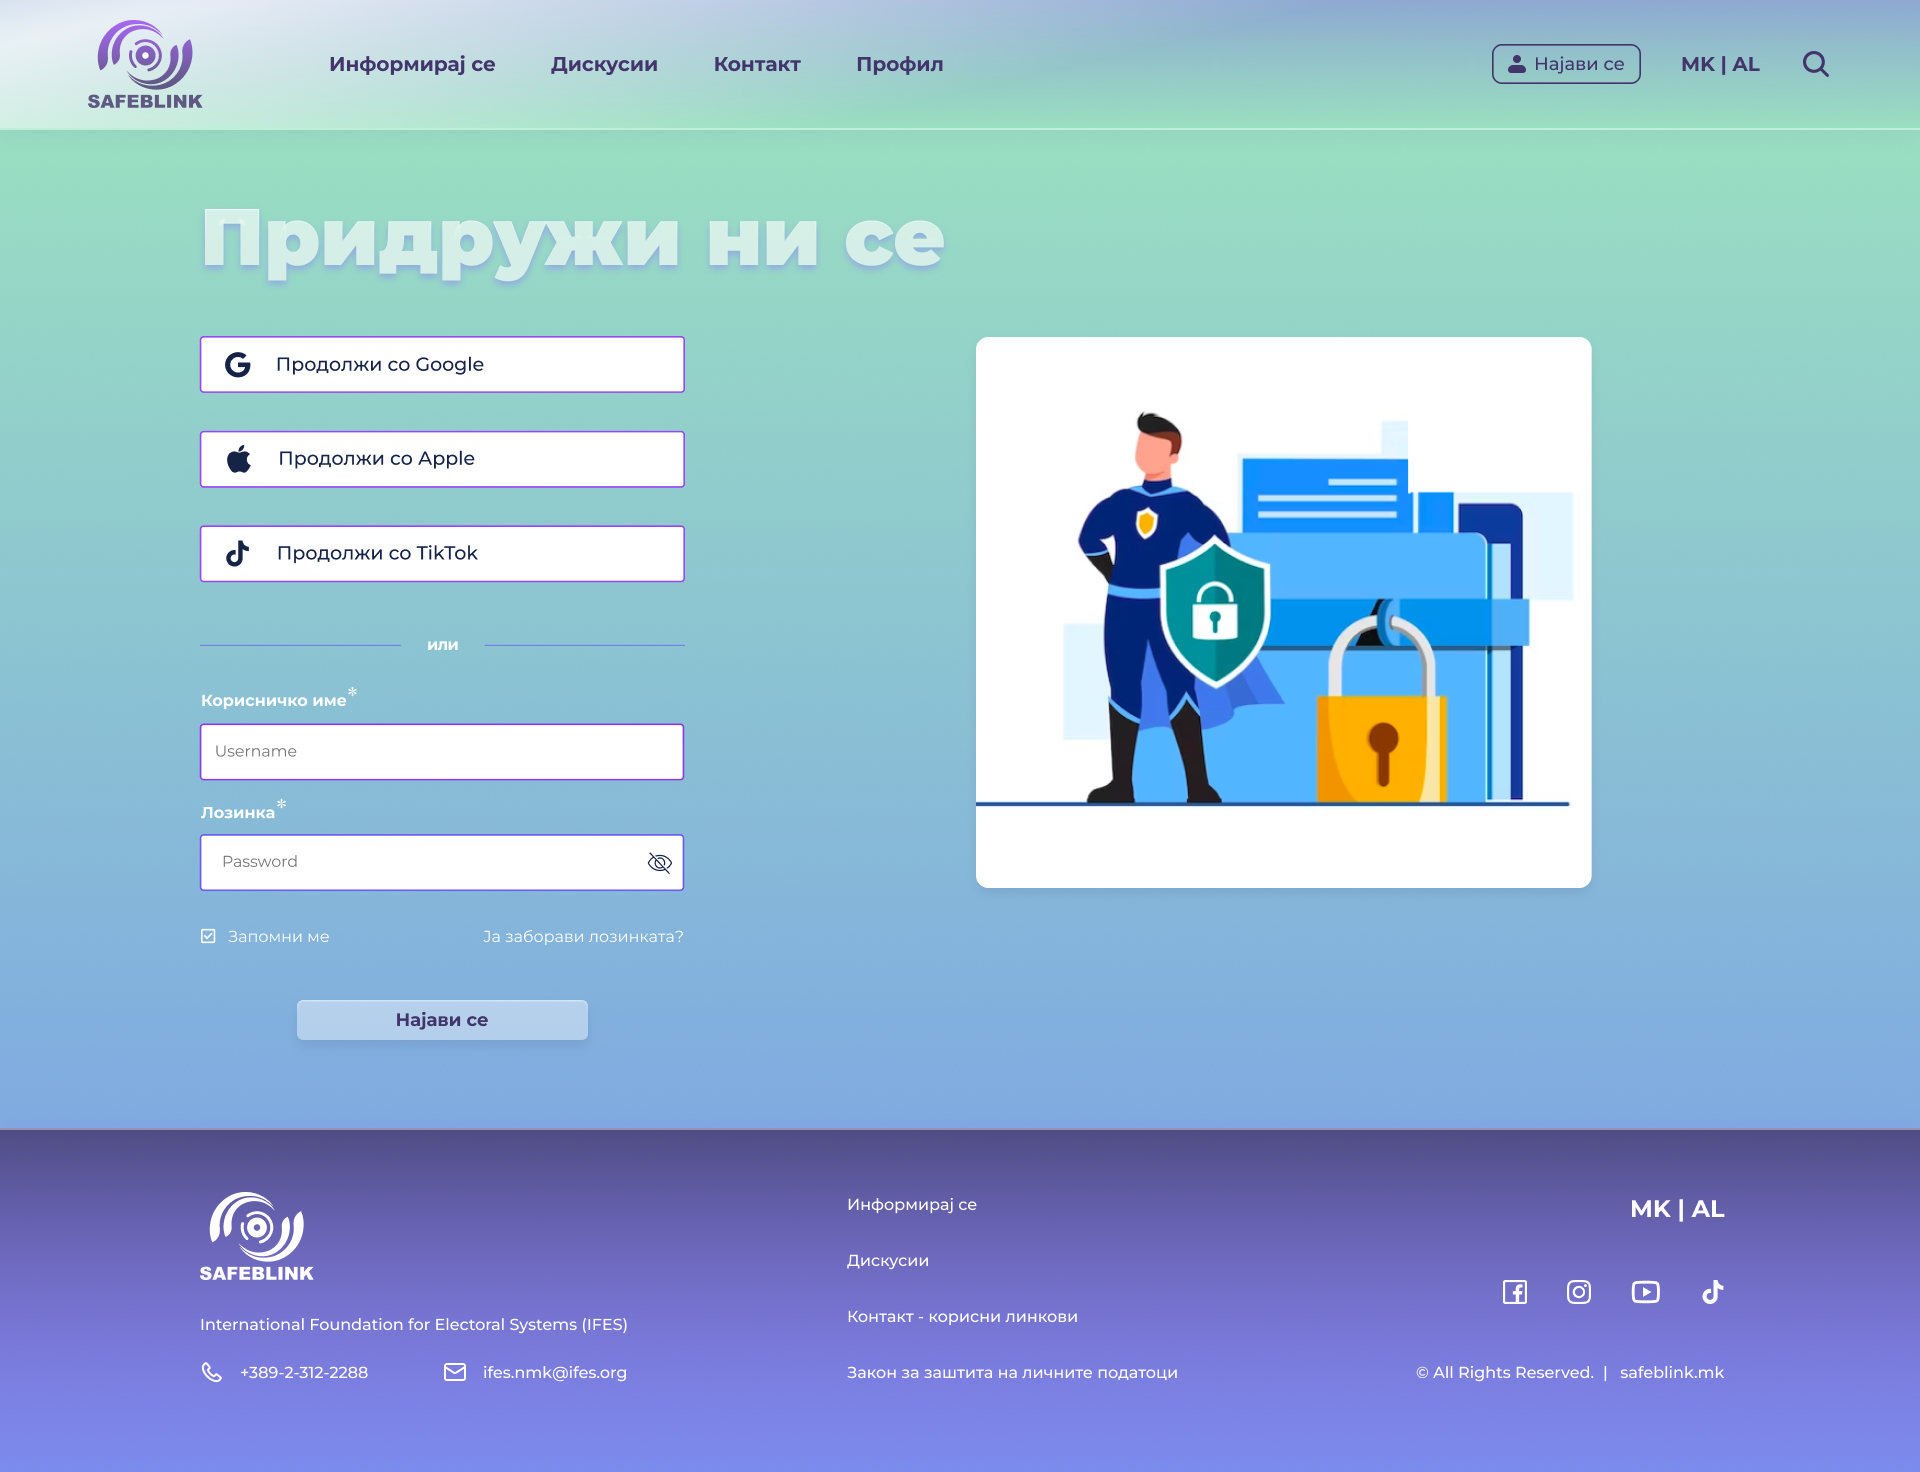 SAFEBLINK
Информирај се
Дискусии
Контакт
Профил
Најави се
MK | AL
Придружи ни се
Продолжи со Google
Продолжи со Apple
Продолжи со TikTok
или
Корисничко име*
Username
Лозинка*
Password
Запомни ме
Ја заборави лозинката?
Најави се
SAFEBLINK
International Foundation for Electoral Systems (IFES)
+389-2-312-2288
ifes.nmk@ifes.org
Информирај се
Дискусии
Контакт - корисни линкови
Закон за заштита на личните податоци
MK | AL
© All Rights Reserved. | safeblink.mk